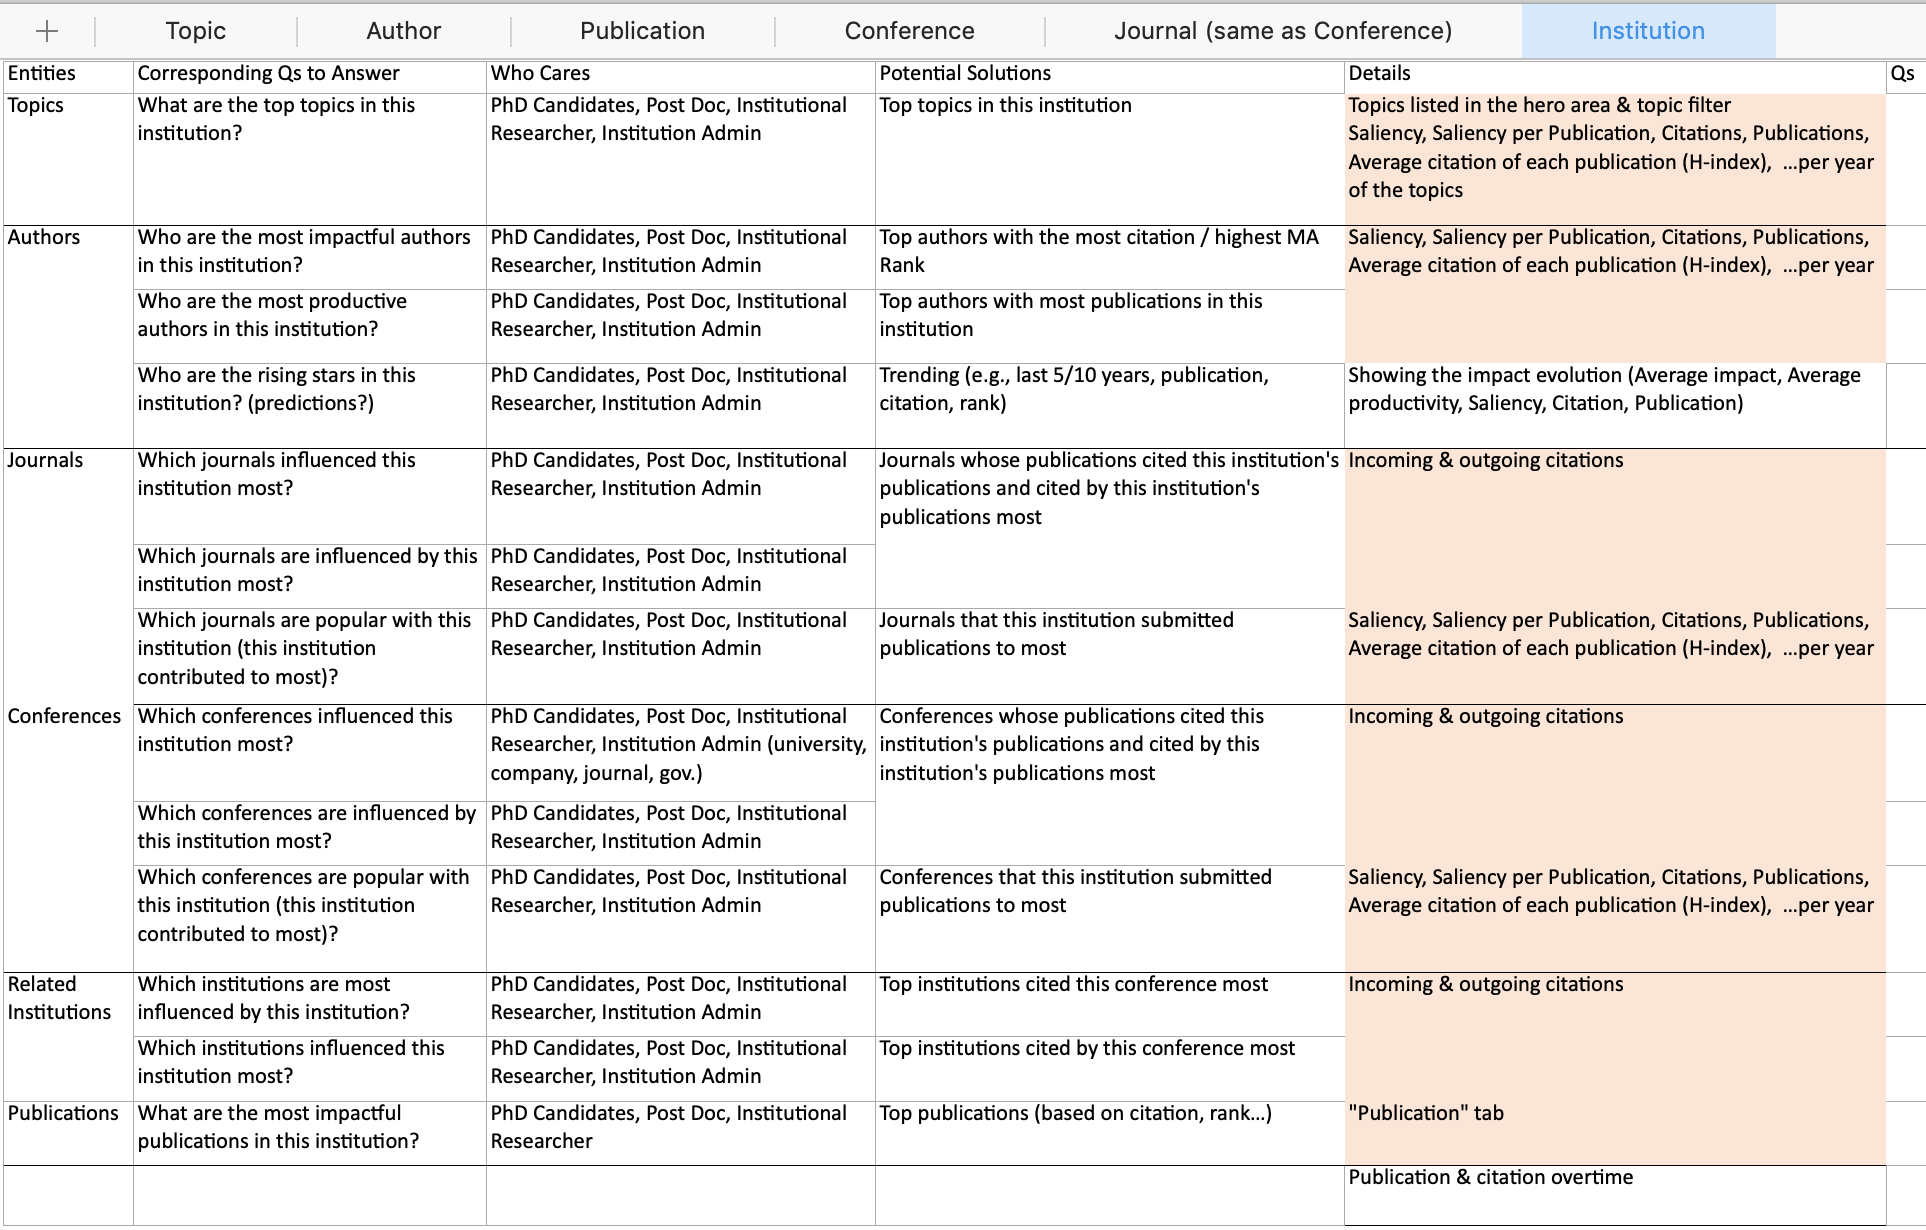 Topic
Author
Publication
Conference
Journal (same as Conference)
Institution
Entities
Corresponding Qs to Answer
Who Cares
Potential Solutions
Details
Qs
Topics
What are the top topics in this
institution?
PhD Candidates, Post Doc, Institutional
Researcher, Institution Admin
Top topics in this institution
Topics listed in the hero area & topic filter
Saliency, Saliency per Publication, Citations, Publications,
Average citation of each publication (H-index),  ...per year
of the topics
Authors
Who are the most impactful authors
in this institution?
PhD Candidates, Post Doc, Institutional
Researcher, Institution Admin
Top authors with the most citation / highest MA
Rank
Saliency, Saliency per Publication, Citations, Publications,
Average citation of each publication (H-index),  ...per year
Who are the most productive
authors in this institution?
PhD Candidates, Post Doc, Institutional
Researcher, Institution Admin
Top authors with most publications in this
institution
Who are the rising stars in this
institution? (predictions?)
PhD Candidates, Post Doc, Institutional
Researcher, Institution Admin
Trending (e.g., last 5/10 years, publication,
citation, rank)
Showing the impact evolution (Average impact, Average
productivity, Saliency, Citation, Publication)
Journals
Which journals influenced this
institution most?
PhD Candidates, Post Doc, Institutional
Researcher, Institution Admin
Journals whose publications cited this institution's
publications and cited by this institution's
publications most
Incoming & outgoing citations
Which journals are influenced by this
institution most?
PhD Candidates, Post Doc, Institutional
Researcher, Institution Admin
Which journals are popular with this
institution (this institution
contributed to most)?
PhD Candidates, Post Doc, Institutional
Researcher, Institution Admin
Journals that this institution submitted
publications to most
Saliency, Saliency per Publication, Citations, Publications,
Average citation of each publication (H-index),  ...per year
Conferences
Which conferences influenced this
institution most?
PhD Candidates, Post Doc, Institutional
Researcher, Institution Admin (university,
company, journal, gov.)
Conferences whose publications cited this
institution's publications and cited by this
institution's publications most
Incoming & outgoing citations
Which conferences are influenced by
this institution most?
PhD Candidates, Post Doc, Institutional
Researcher, Institution Admin
Which conferences are popular with
this institution (this institution
contributed to most)?
PhD Candidates, Post Doc, Institutional
Researcher, Institution Admin
Conferences that this institution submitted
publications to most
Saliency, Saliency per Publication, Citations, Publications,
Average citation of each publication (H-index),  ...per year
Related
Institutions
Which institutions are most
influenced by this institution?
PhD Candidates, Post Doc, Institutional
Researcher, Institution Admin
Top institutions cited this conference most
Incoming & outgoing citations
Which institutions influenced this
institution most?
PhD Candidates, Post Doc, Institutional
Researcher, Institution Admin
Top institutions cited by this conference most
Publications
What are the most impactful
publications in this institution?
PhD Candidates, Post Doc, Institutional
Researcher
Top publications (based on citation, rank...)
"Publication" tab
Publication & citation overtime